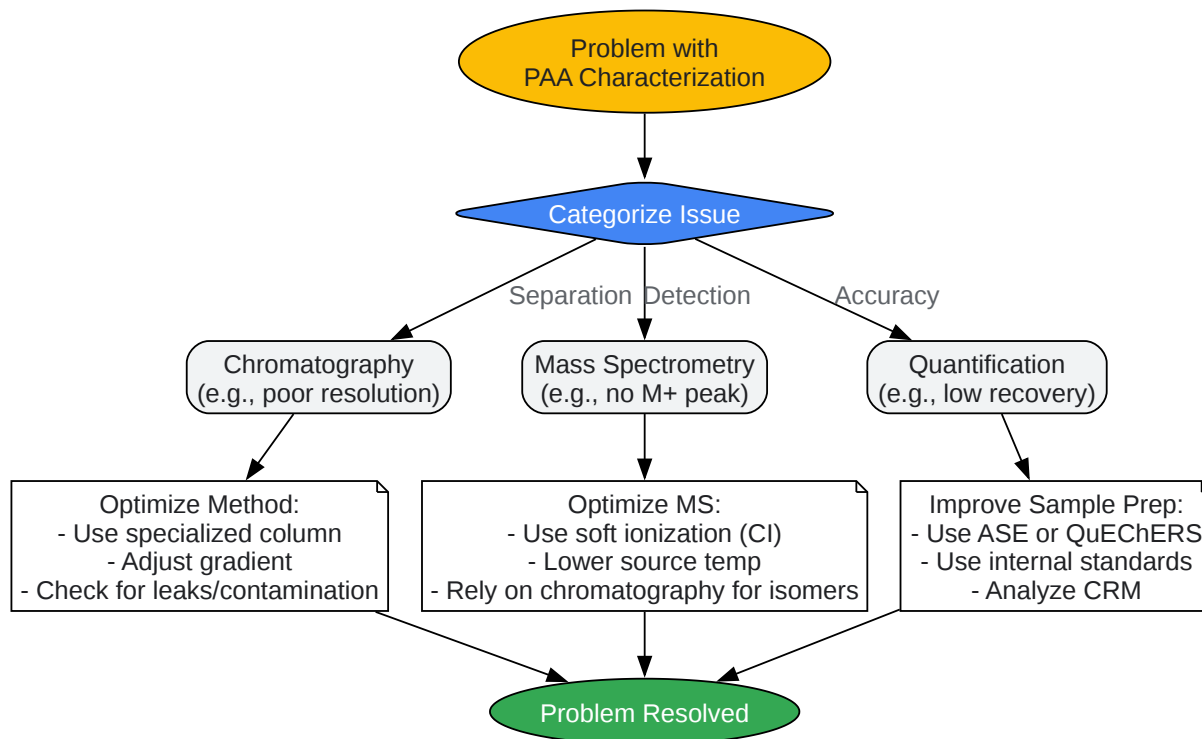 Problem with
PAA Characterization
Categorize Issue
Separation
Detection
Accuracy
Chromatography
(e.g., poor resolution)
Mass Spectrometry
(e.g., no M+ peak)
Quantification
(e.g., low recovery)
Optimize Method:
- Use specialized column
- Adjust gradient
- Check for leaks/contamination
Optimize MS:
- Use soft ionization (CI)
- Lower source temp
- Rely on chromatography for isomers
Improve Sample Prep:
- Use ASE or QuEChERS
- Use internal standards
- Analyze CRM
Problem Resolved